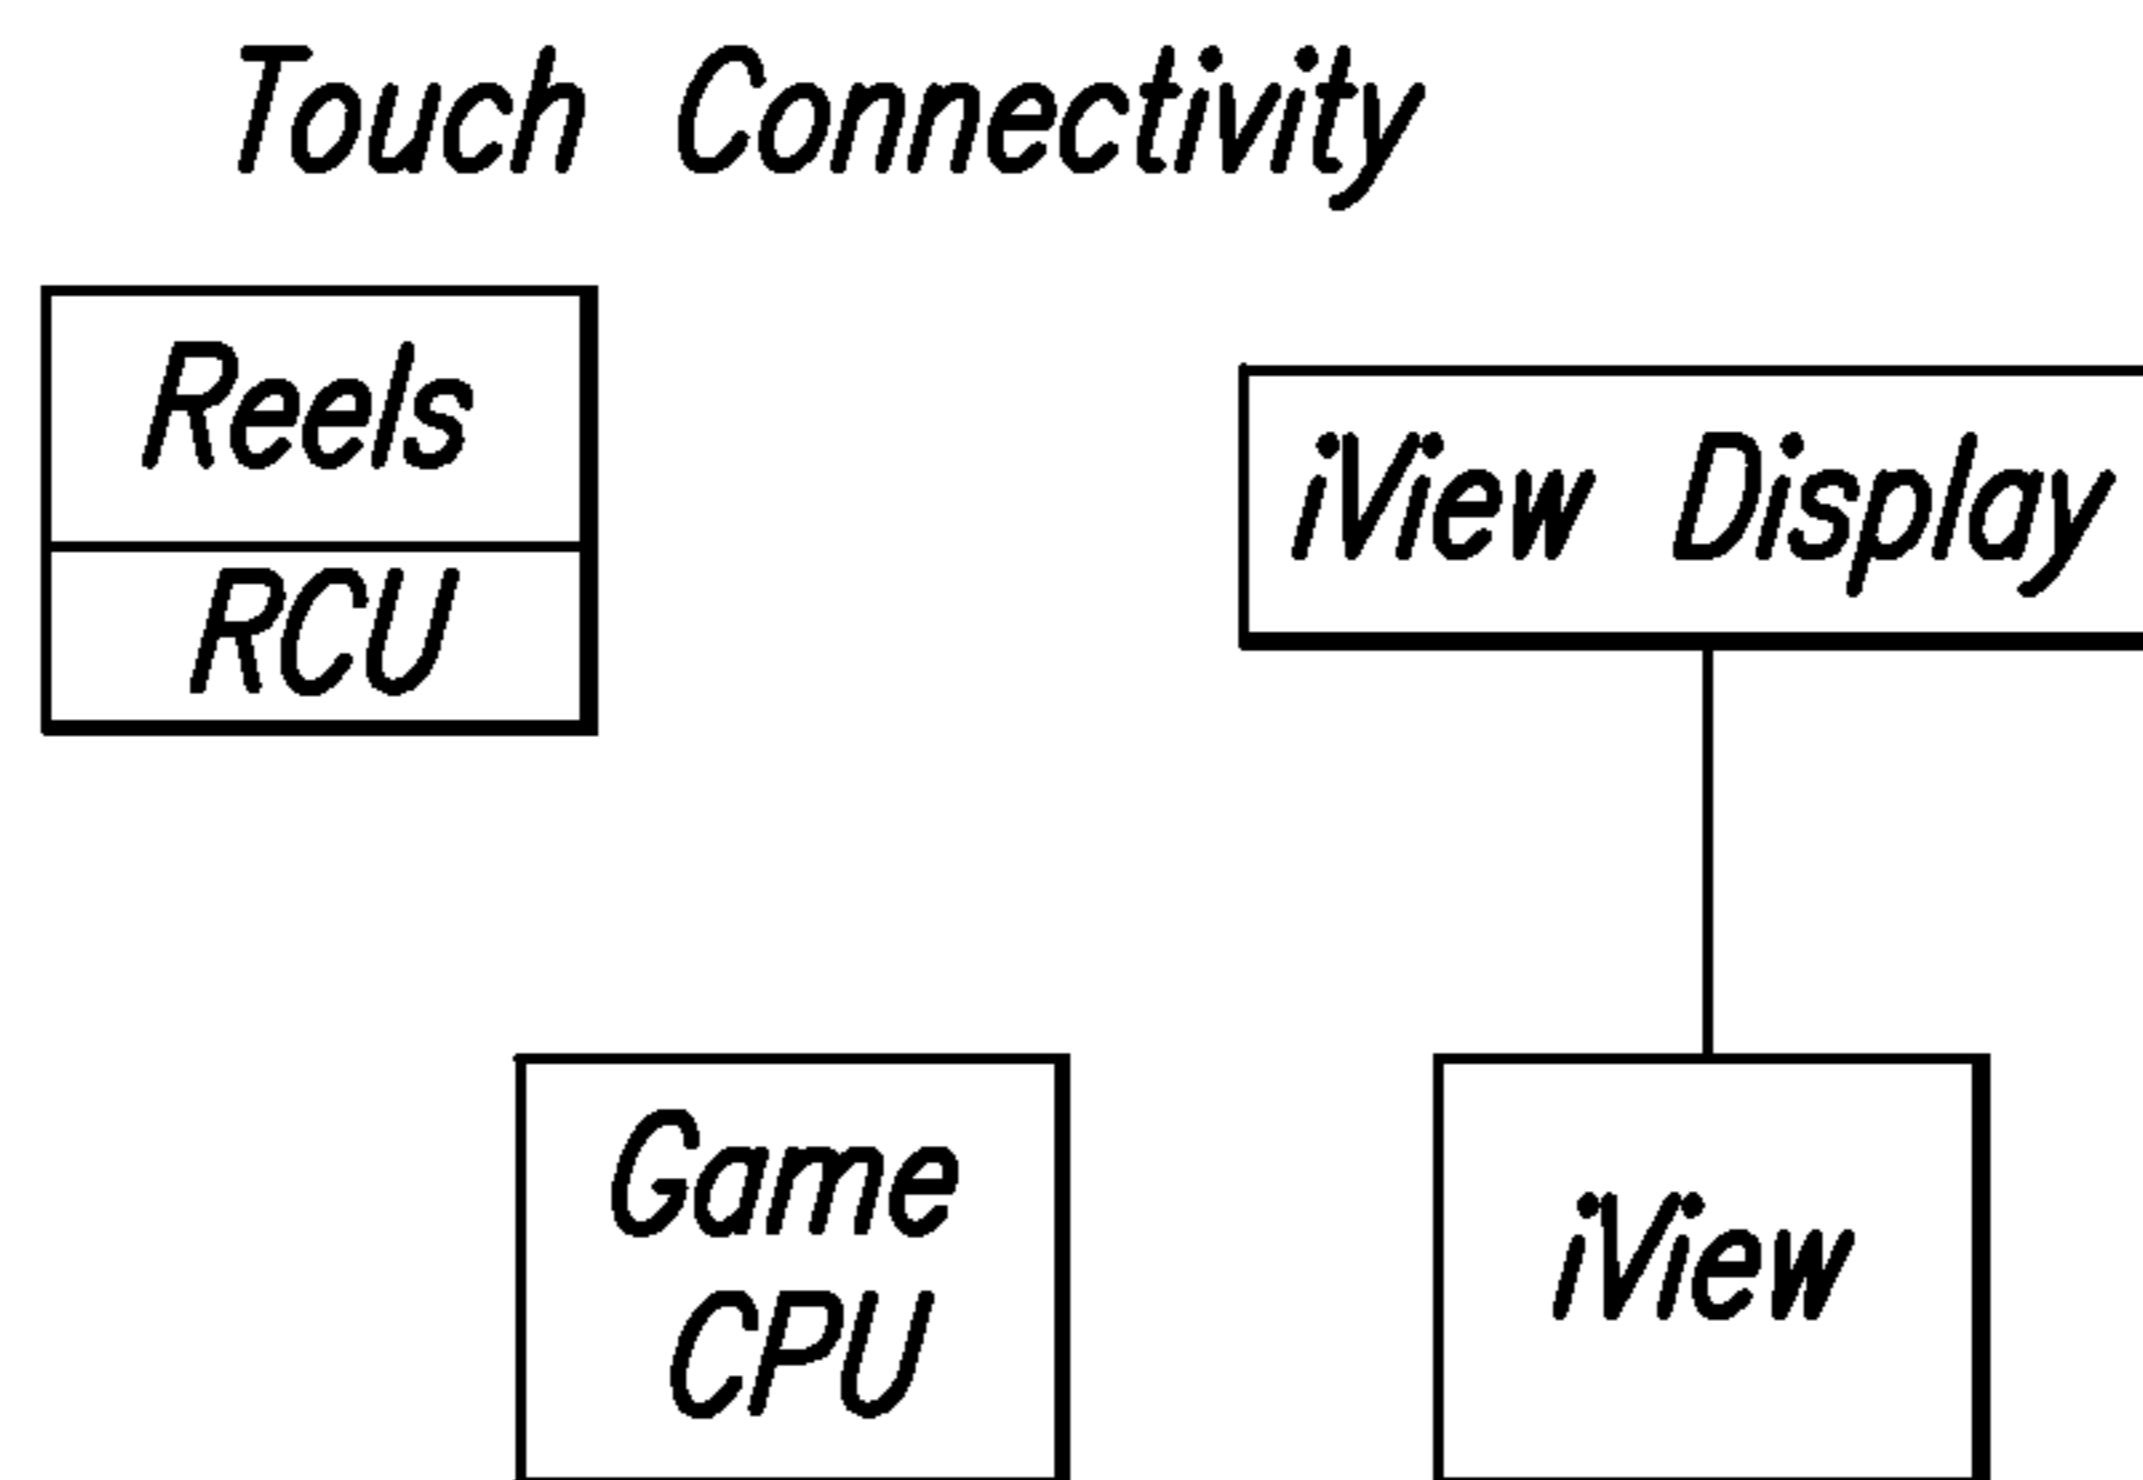 Touch Connectivity
Reels
RCU
iView Display
Game
CPU
iView